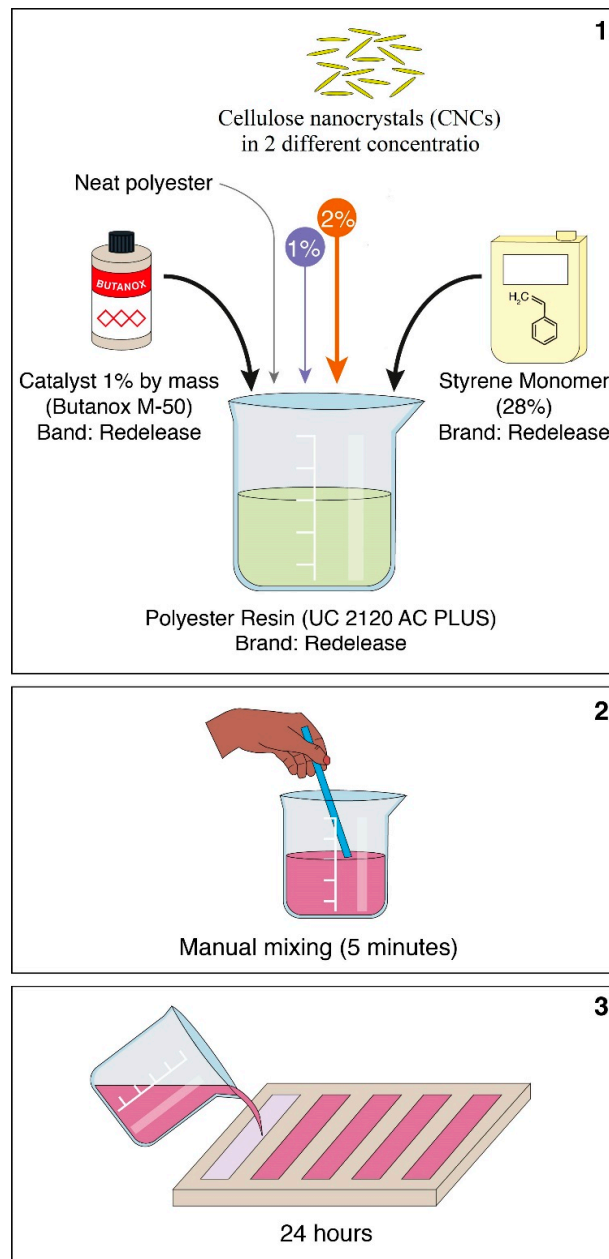 1
Cellulose nanocrystals (CNCs)
in 2 different concentratio
Neat polyester
2%
1%
BUTANOX
H₂C
Catalyst 1% by mass
(Butanox M-50)
Band: Redelease
Styrene Monomer
(28%)
Brand: Redelease
Polyester Resin (UC 2120 AC PLUS)
Brand: Redelease
2
Manual mixing (5 minutes)
3
24 hours